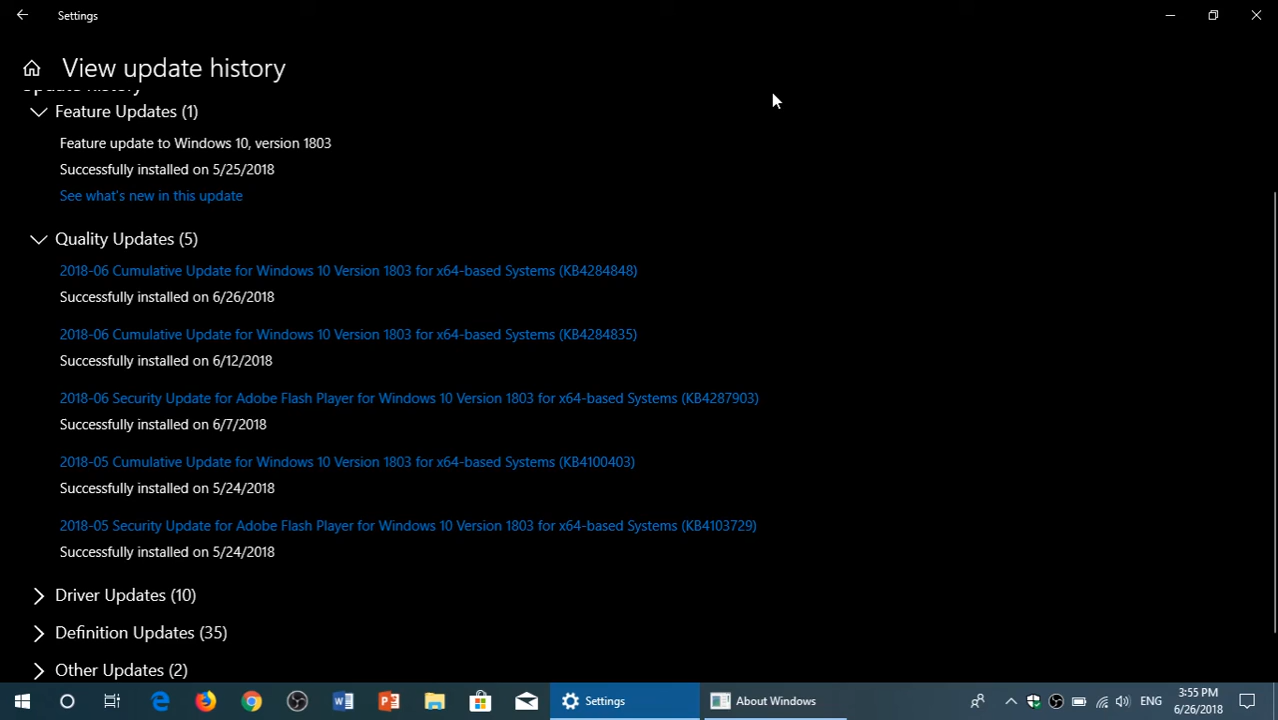 Settings
View update history
Update history
Feature Updates (1)
Feature update to Windows 10, version 1803
Successfully installed on 5/25/2018
See what's new in this update
Quality Updates (5)
2018-06 Cumulative Update for Windows 10 Version 1803 for x64-based Systems (KB4284848)
Successfully installed on 6/26/2018
2018-06 Cumulative Update for Windows 10 Version 1803 for x64-based Systems (KB4284835)
Successfully installed on 6/12/2018
2018-06 Security Update for Adobe Flash Player for Windows 10 Version 1803 for x64-based Systems (KB4287903)
Successfully installed on 6/7/2018
2018-05 Cumulative Update for Windows 10 Version 1803 for x64-based Systems (KB4100403)
Successfully installed on 5/24/2018
2018-05 Security Update for Adobe Flash Player for Windows 10 Version 1803 for x64-based Systems (KB4103729)
Successfully installed on 5/24/2018
Driver Updates (10)
Definition Updates (35)
Other Updates (2)
Settings
About Windows
ENG
3:55 PM
6/26/2018